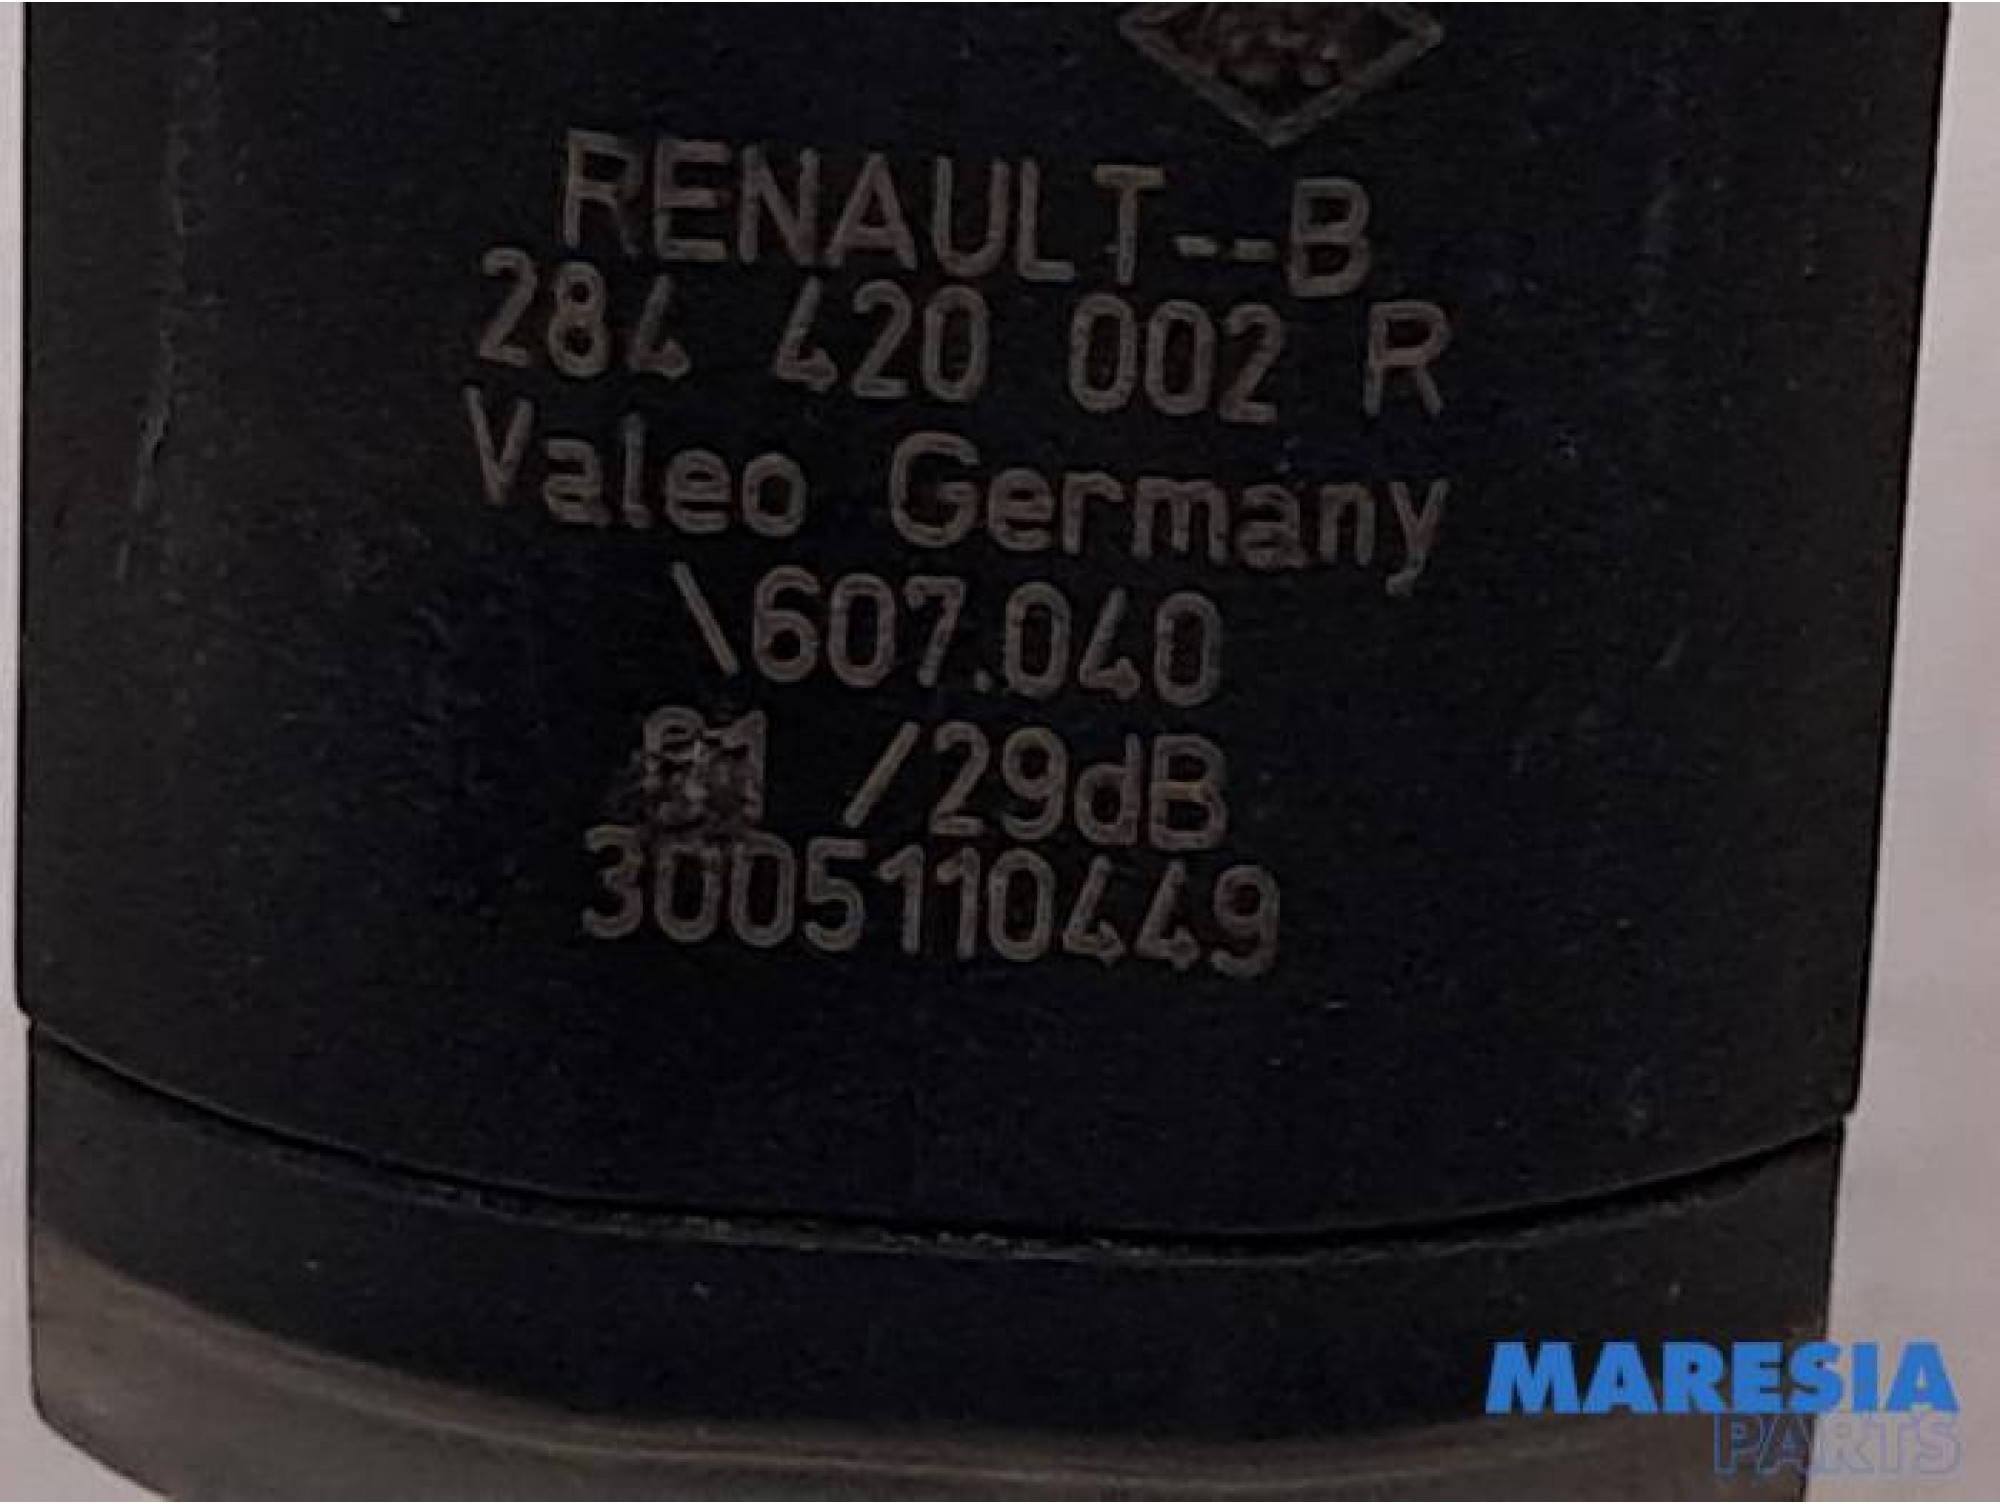 RENAULT--B
284 420 002 R
Valeo Germany
\607.040
/29dB
3005110449
MARESIA
PARTS